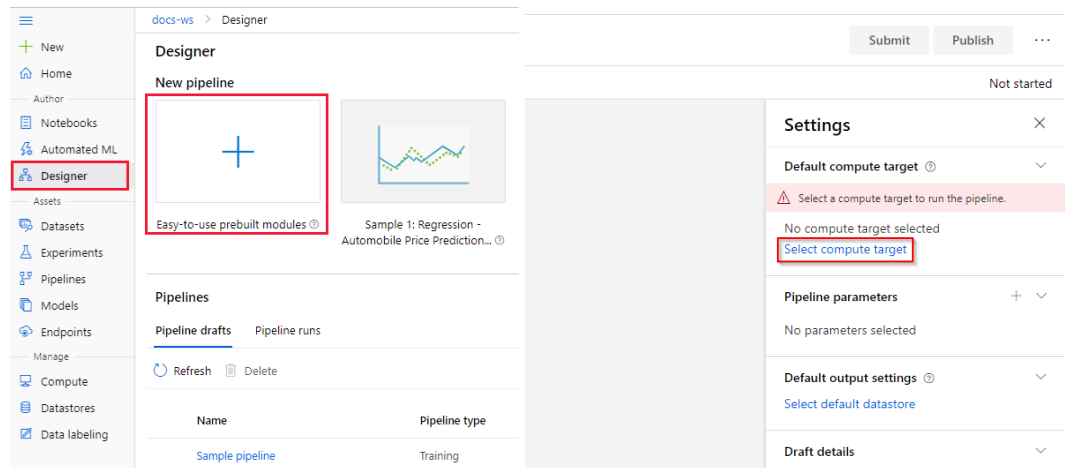 New
Home
Author
Notebooks
Automated ML
Designer
Assets
Datasets
Experiments
Pipelines
Models
Endpoints
Manage
Compute
Datastores
Data labeling
docs-ws > Designer
Designer
New pipeline
Easy-to-use prebuilt modules
Sample 1: Regression -
Automobile Price Prediction...
Pipelines
Pipeline drafts Pipeline runs
Refresh Delete
Name Pipeline type
Sample pipeline Training
Submit Publish ...
Not started
Settings
Default compute target
Select a compute target to run the pipeline.
No compute target selected
Select compute target
Pipeline parameters
No parameters selected
Default output settings
Select default datastore
Draft details